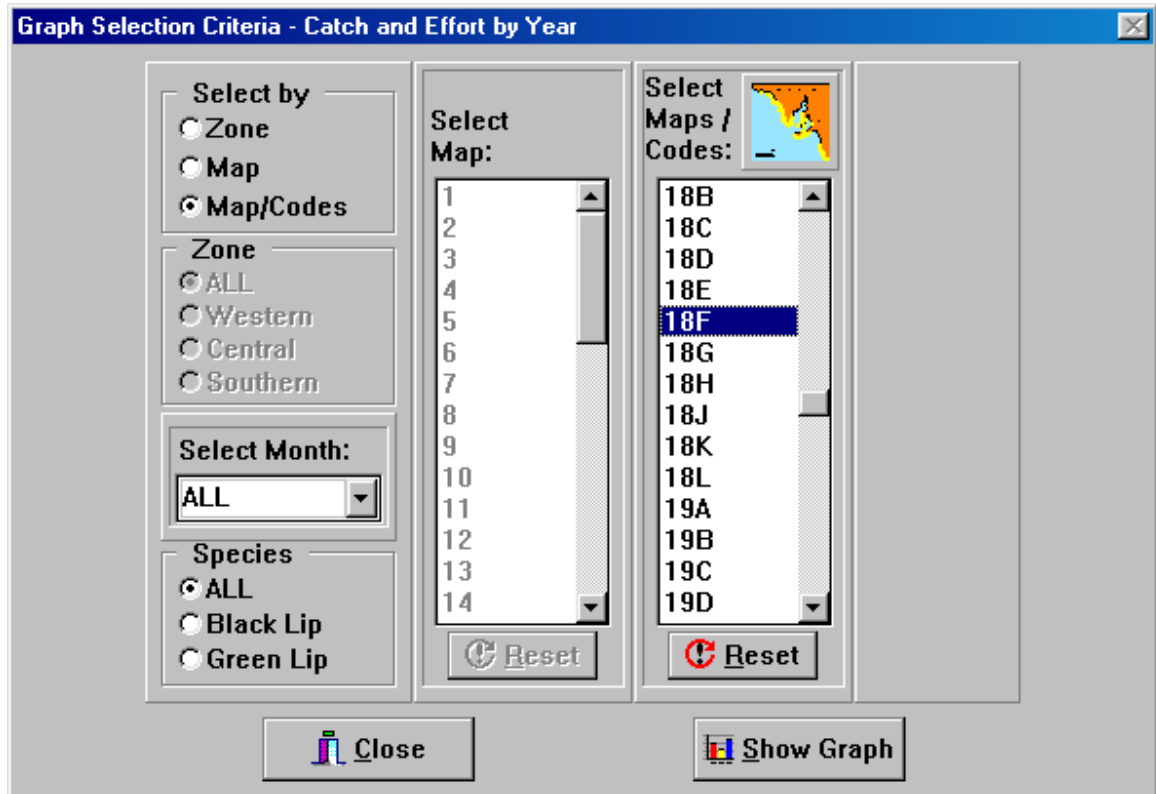 Graph Selection Criteria - Catch and Effort by Year
Select by
Zone
Map
Map/Codes
Zone
ALL
Western
Central
Southern
Select Month:
ALL
Species
ALL
Black Lip
Green Lip
Select
Map:
1
2
3
4
5
6
7
8
9
10
11
12
13
14
Reset
Select
Maps /
Codes:
18B
18C
18D
18E
18F
18G
18H
18J
18K
18L
19A
19B
19C
19D
Reset
Close
Show Graph